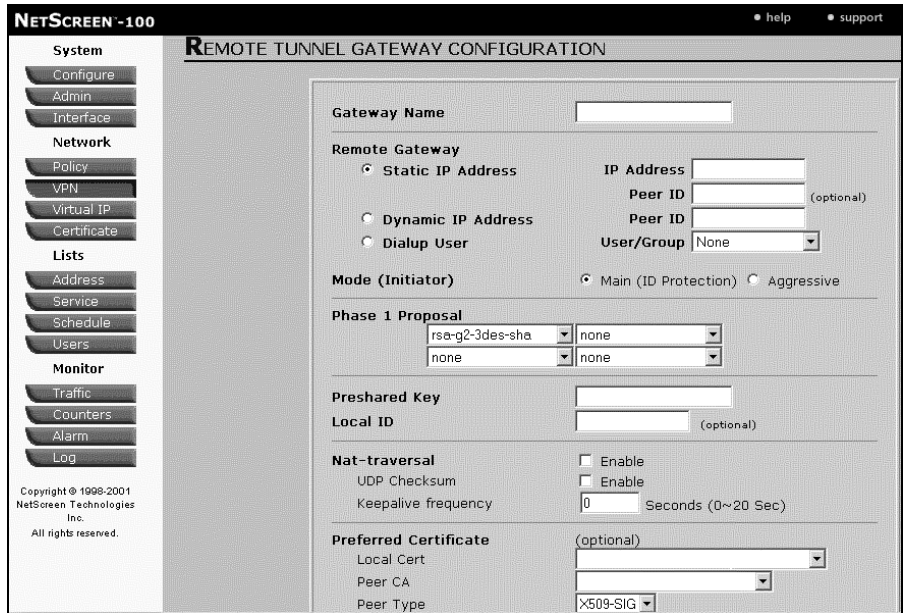 NETSCREEN™-100
help
support
System
Configure
Admin
Interface
Network
Policy
VPN
Virtual IP
Certificate
Lists
Address
Service
Schedule
Users
Monitor
Traffic
Counters
Alarm
Log
Copyright © 1998-2001
NetScreen Technologies
Inc.
All rights reserved.
REMOTE TUNNEL GATEWAY CONFIGURATION
Gateway Name
Remote Gateway
Static IP Address IP Address
Peer ID (optional)
Dynamic IP Address Peer ID
Dialup User User/Group None
Mode (Initiator) Main (ID Protection) Aggressive
Phase 1 Proposal
rsa-g2-3des-sha none
none none
Preshared Key
Local ID (optional)
Nat-traversal Enable
UDP Checksum Enable
Keepalive frequency 0 Seconds (0~20 Sec)
Preferred Certificate (optional)
Local Cert
Peer CA
Peer Type X509-SIG